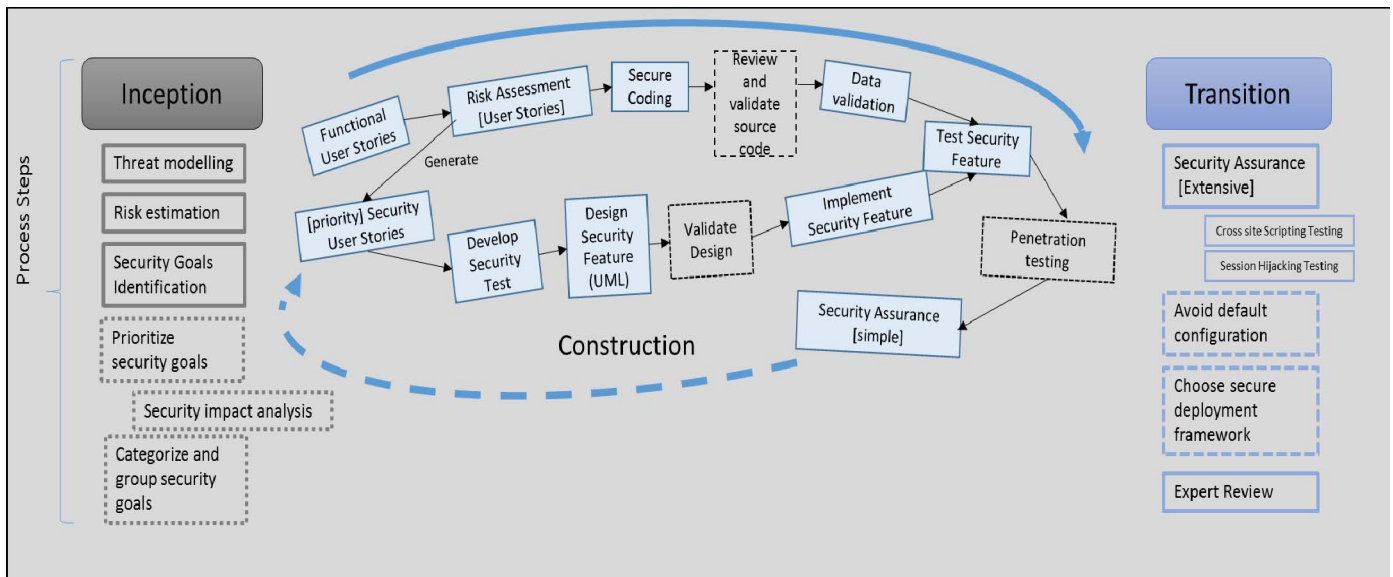 Process Steps
Inception
Threat modelling
Risk estimation
Security Goals
Identification
Prioritize
security goals
Security impact analysis
Categorize and
group security
goals
Functional
User Stories
Risk Assessment
[User Stories]
Secure
Coding
Review
and
validate
source
code
Data
validation
Test Security
Feature
Generate
[priority] Security
User Stories
Develop
Security
Test
Design
Security
Feature
(UML)
Validate
Design
Implement
Security Feature
Penetration
testing
Security Assurance
[simple]
Construction
Transition
Security Assurance
[Extensive]
Cross site Scripting Testing
Session Hijacking Testing
Avoid default
configuration
Choose secure
deployment
framework
Expert Review